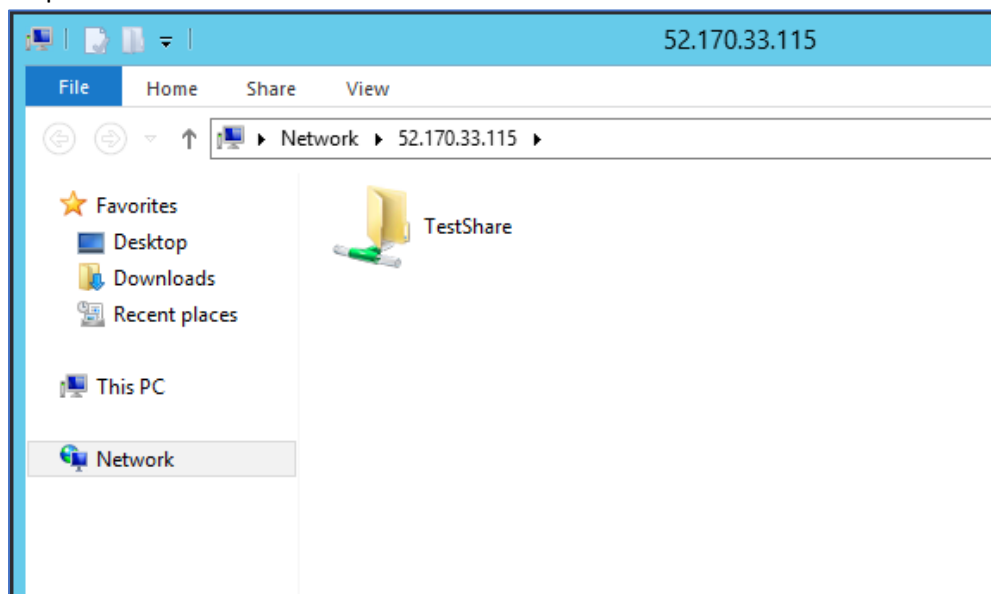 52.170.33.115
File Home Share View
Network 52.170.33.115
Favorites
Desktop
Downloads
Recent places
This PC
Network
TestShare